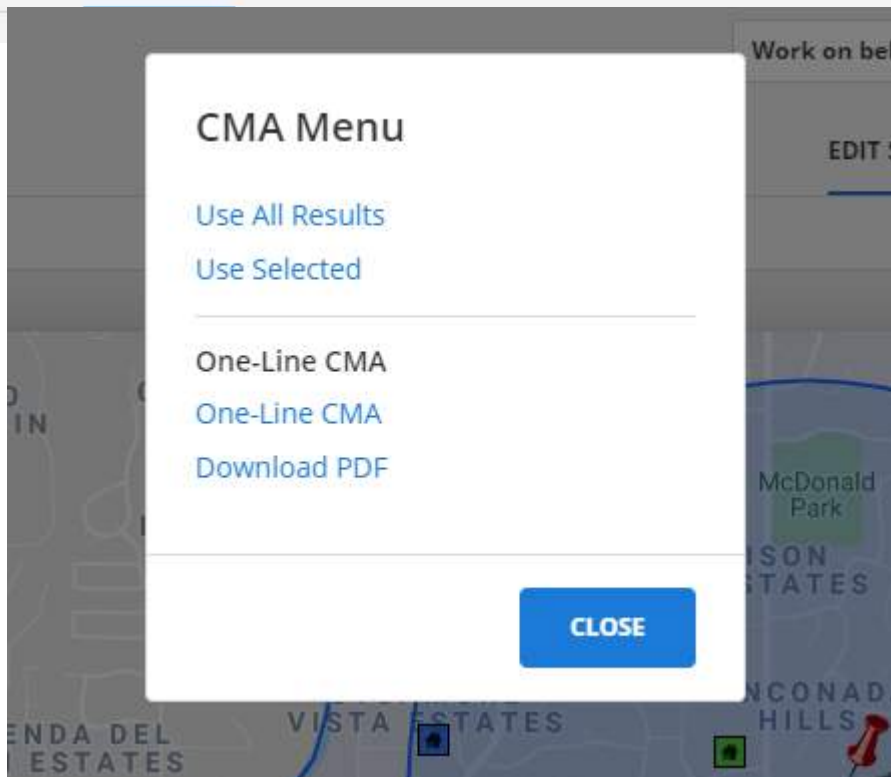 Work on bel
CMA Menu
EDIT S
Use All Results
Use Selected
One-Line CMA
One-Line CMA
Download PDF
IN
McDonald
Park
ISON
STATES
CLOSE
NCONAD
HILLS
VISTA ESTATES
ENDA DEL
ESTATES